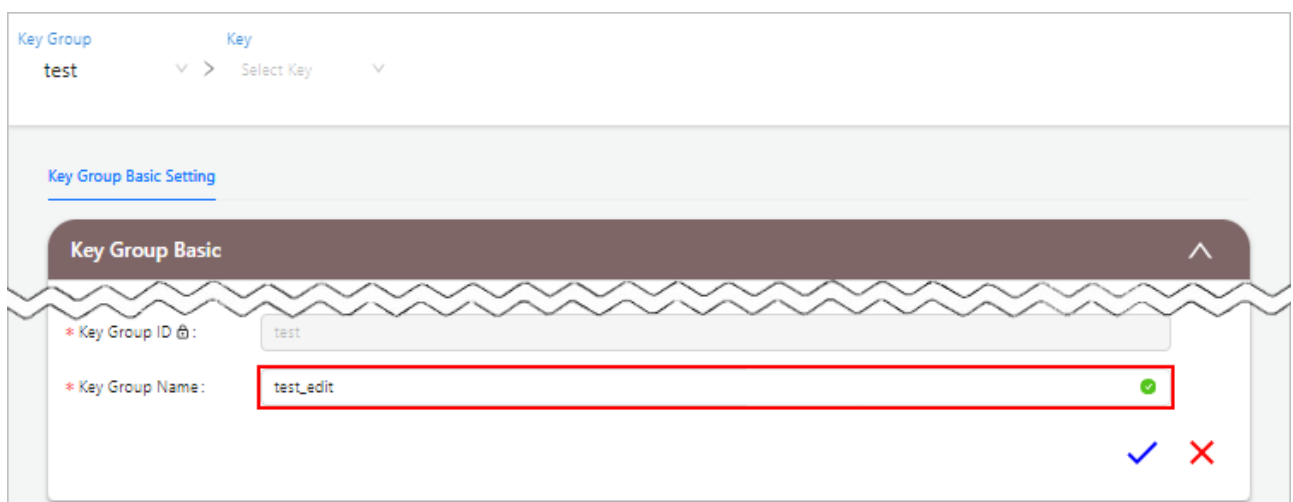 Key Group Key
test > Select Key
Key Group Basic Setting
Key Group Basic
* Key Group ID : test
* Key Group Name : test_edit